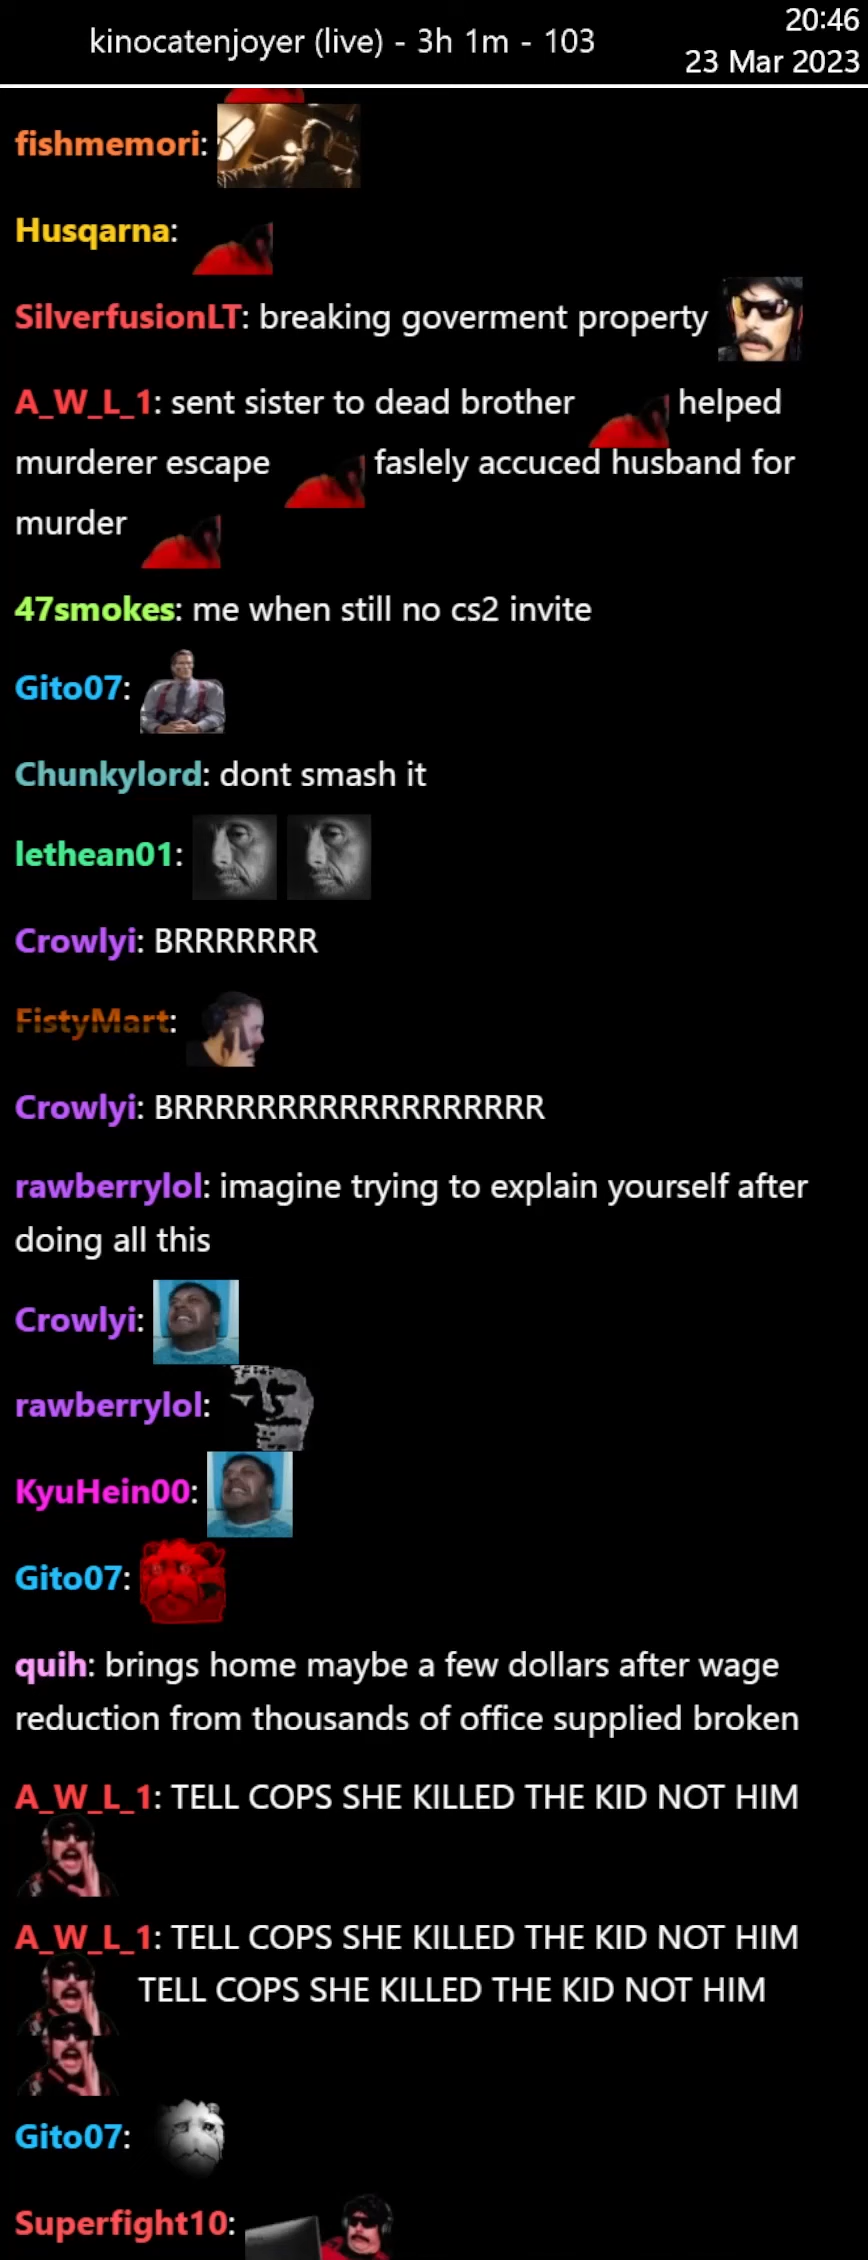 kinocatenjoyer (live) - 3h 1m - 103
20:46
23 Mar 2023
fishmemori:
Husqarna:
SilverfusionLT: breaking goverment property
A_W_L_1: sent sister to dead brother helped
murderer escape faslely accuced husband for
murder
47smokes: me when still no cs2 invite
Gito07:
Chunkylord: dont smash it
lethean01:
Crowlyi: BRRRRRRR
FistyMart:
Crowlyi: BRRRRRRRRRRRRRRRRRR
rawberrylol: imagine trying to explain yourself after
doing all this
Crowlyi:
rawberrylol:
KyuHein00:
Gito07:
quih: brings home maybe a few dollars after wage
reduction from thousands of office supplied broken
A_W_L_1: TELL COPS SHE KILLED THE KID NOT HIM
A_W_L_1: TELL COPS SHE KILLED THE KID NOT HIM
TELL COPS SHE KILLED THE KID NOT HIM
Gito07:
Superfight10: